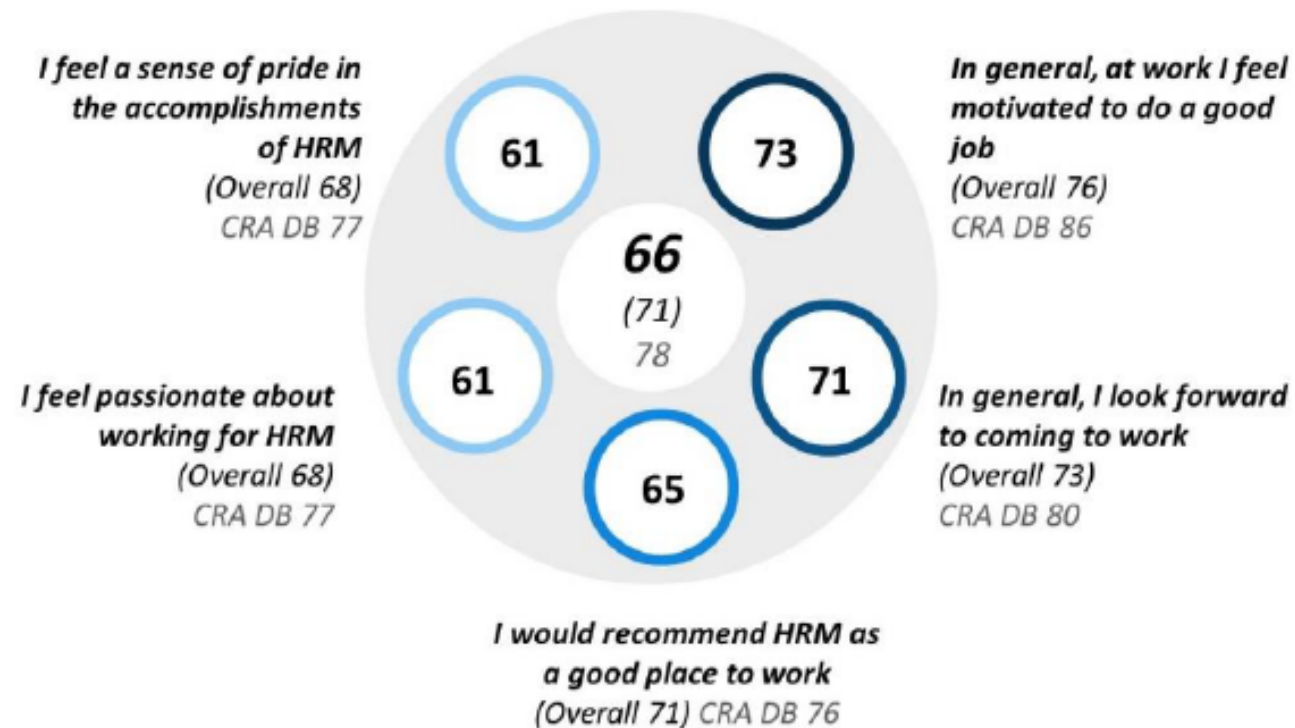 I feel a sense of pride in
the accomplishments
of HRM
(Overall 68)
CRA DB 77
61
73
In general, at work I feel
motivated to do a good
job
(Overall 76)
CRA DB 86
66
(71)
78
I feel passionate about
working for HRM
(Overall 68)
CRA DB 77
61
71
In general, I look forward
to coming to work
(Overall 73)
CRA DB 80
65
I would recommend HRM as
a good place to work
(Overall 71) CRA DB 76